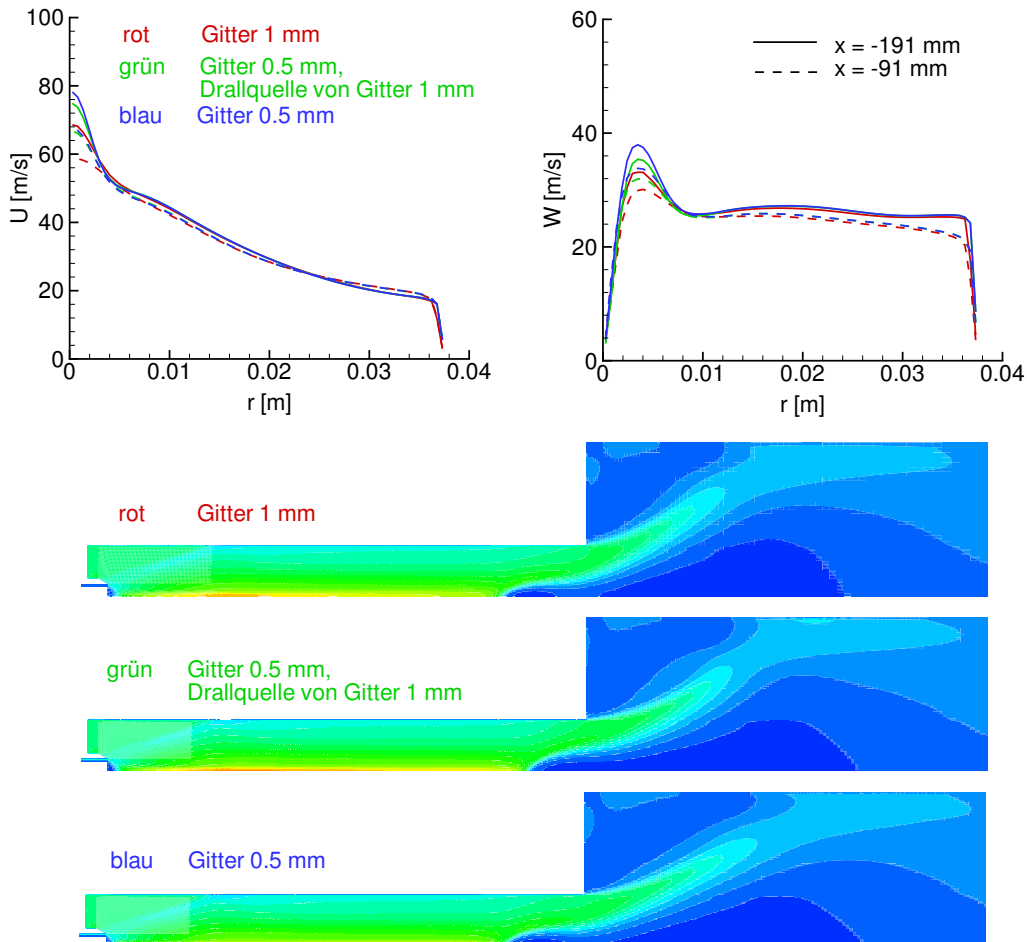 100
80
60
40
20
0
U [m/s]
0
0.01
0.02
0.03
0.04
r [m]
rot Gitter 1 mm
grün Gitter 0.5 mm,
Drallquelle von Gitter 1 mm
blau Gitter 0.5 mm
60
40
20
0
W [m/s]
0
0.01
0.02
0.03
0.04
r [m]
x = -191 mm
x = -91 mm
rot Gitter 1 mm
grün Gitter 0.5 mm,
Drallquelle von Gitter 1 mm
blau Gitter 0.5 mm